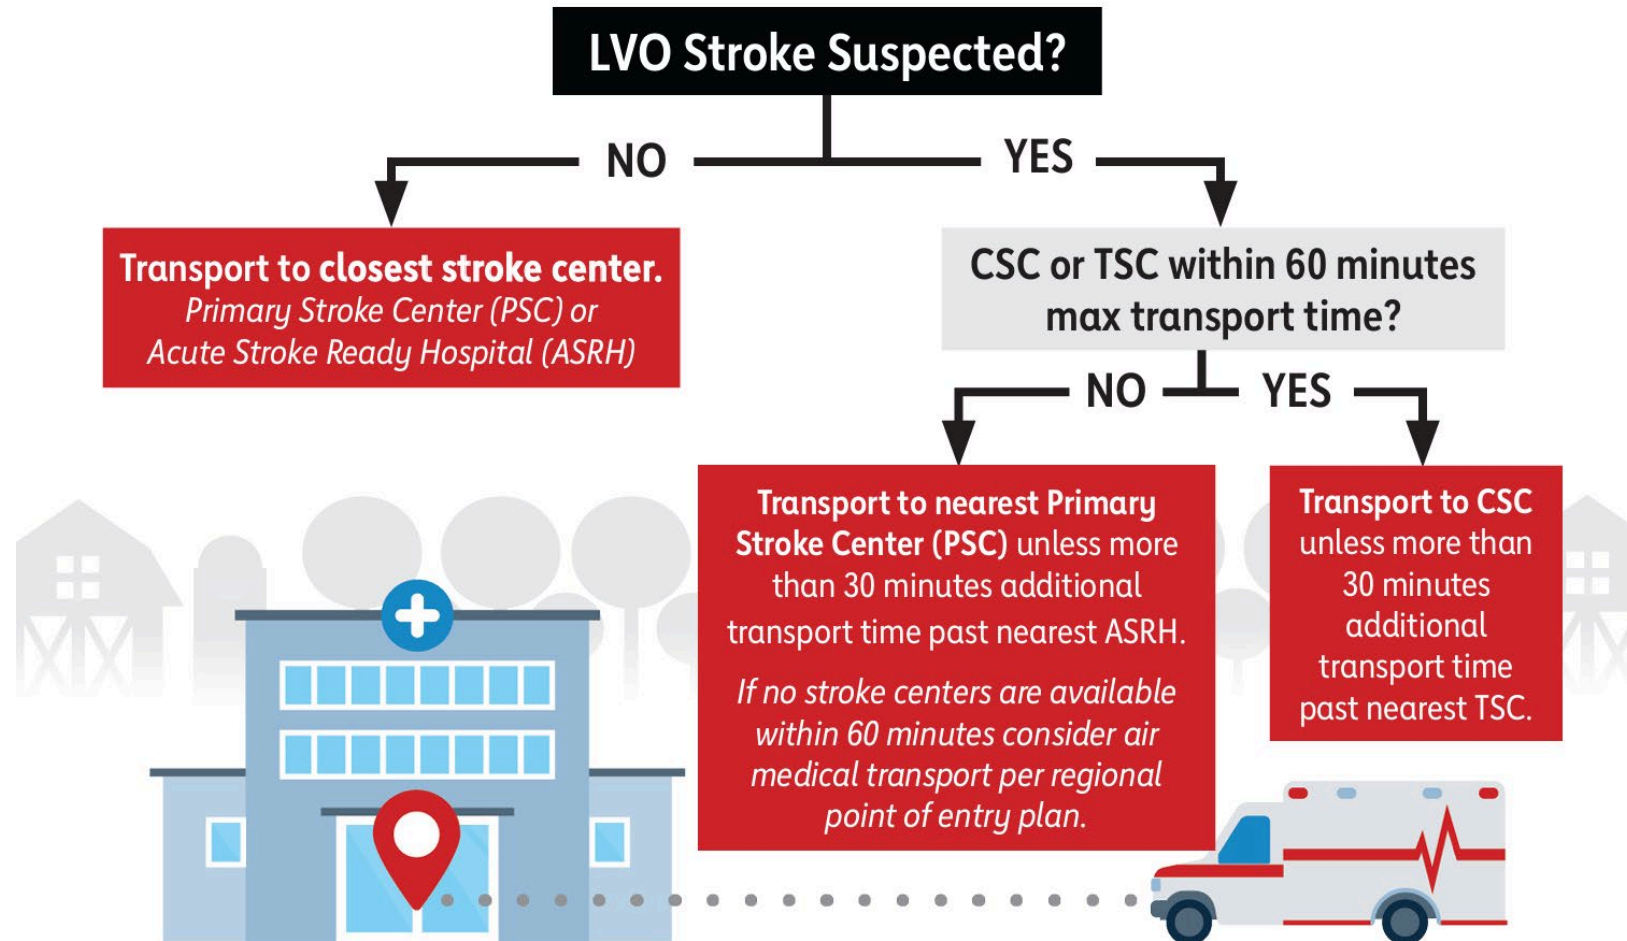 LVO Stroke Suspected?
NO
YES
Transport to closest stroke center.
Primary Stroke Center (PSC) or
Acute Stroke Ready Hospital (ASRH)
CSC or TSC within 60 minutes
max transport time?
NO
YES
Transport to nearest Primary
Stroke Center (PSC) unless more
than 30 minutes additional
transport time past nearest ASRH.
If no stroke centers are available
within 60 minutes consider air
medical transport per regional
point of entry plan.
Transport to CSC
unless more than
30 minutes
additional
transport time
past nearest TSC.